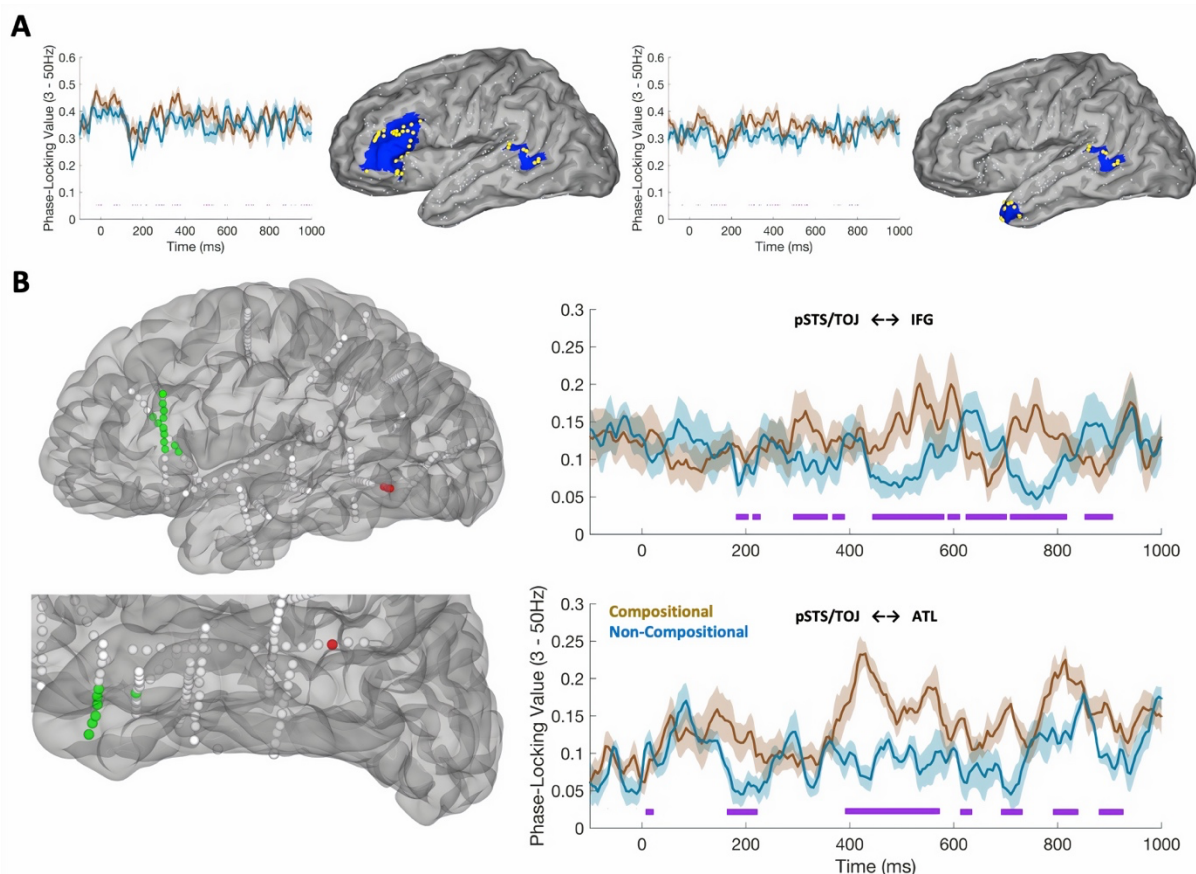 A
Phase-Locking Value (3 - 50Hz)
0.6
0.5
0.4
0.3
0.2
0.1
0
0 200 400 600 800 1000
Time (ms)
Phase-Locking Value (3 - 50Hz)
0.6
0.5
0.4
0.3
0.2
0.1
0
0 200 400 600 800 1000
Time (ms)
B
pSTS/TOJ ←→ IFG
0.3
0.25
0.2
0.15
0.1
0.05
0
0 200 400 600 800 1000
Phase-Locking Value (3 - 50Hz)
Compositional
Non-Compositional
pSTS/TOJ ←→ ATL
0.3
0.25
0.2
0.15
0.1
0.05
0
0 200 400 600 800 1000
Time (ms)